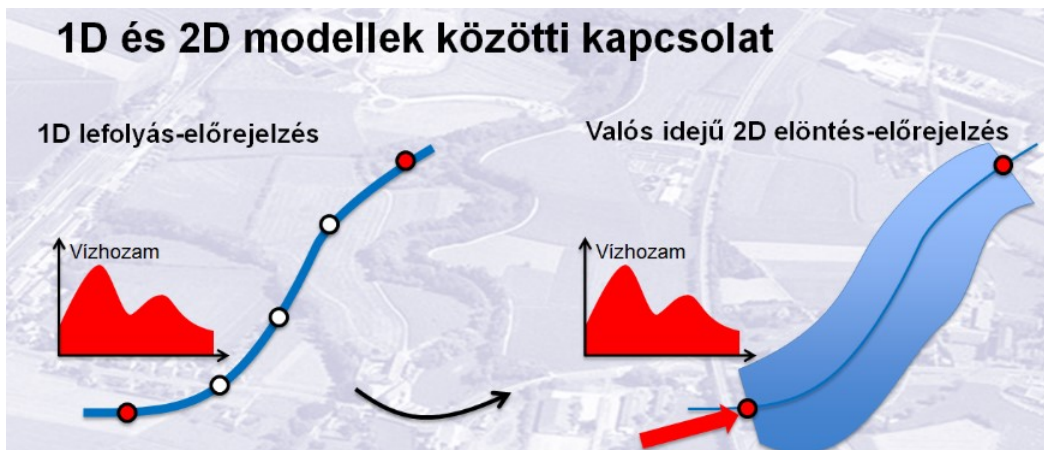 1D és 2D modellek közötti kapcsolat
1D lefolyás-előrejelzés
Valós idejű 2D elöntés-előrejelzés
Vízhozam
Vízhozam